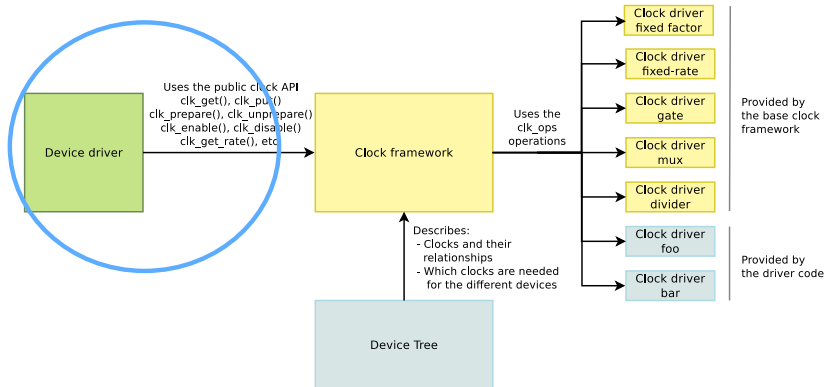 Uses the public clock API
clk_get(), clk_put()
clk_prepare(), clk_unprepare()
clk_enable(), clk_disable()
clk_get_rate(), etc
Device driver
Clock framework
Uses the
clk_ops
operations
Clock driver
fixed factor
Clock driver
fixed-rate
Clock driver
gate
Clock driver
mux
Clock driver
divider
Clock driver
foo
Clock driver
bar
Provided by
the base clock
framework
Provided by
the driver code
Describes:
- Clocks and their
relationships
- Which clocks are needed
for the different devices
Device Tree